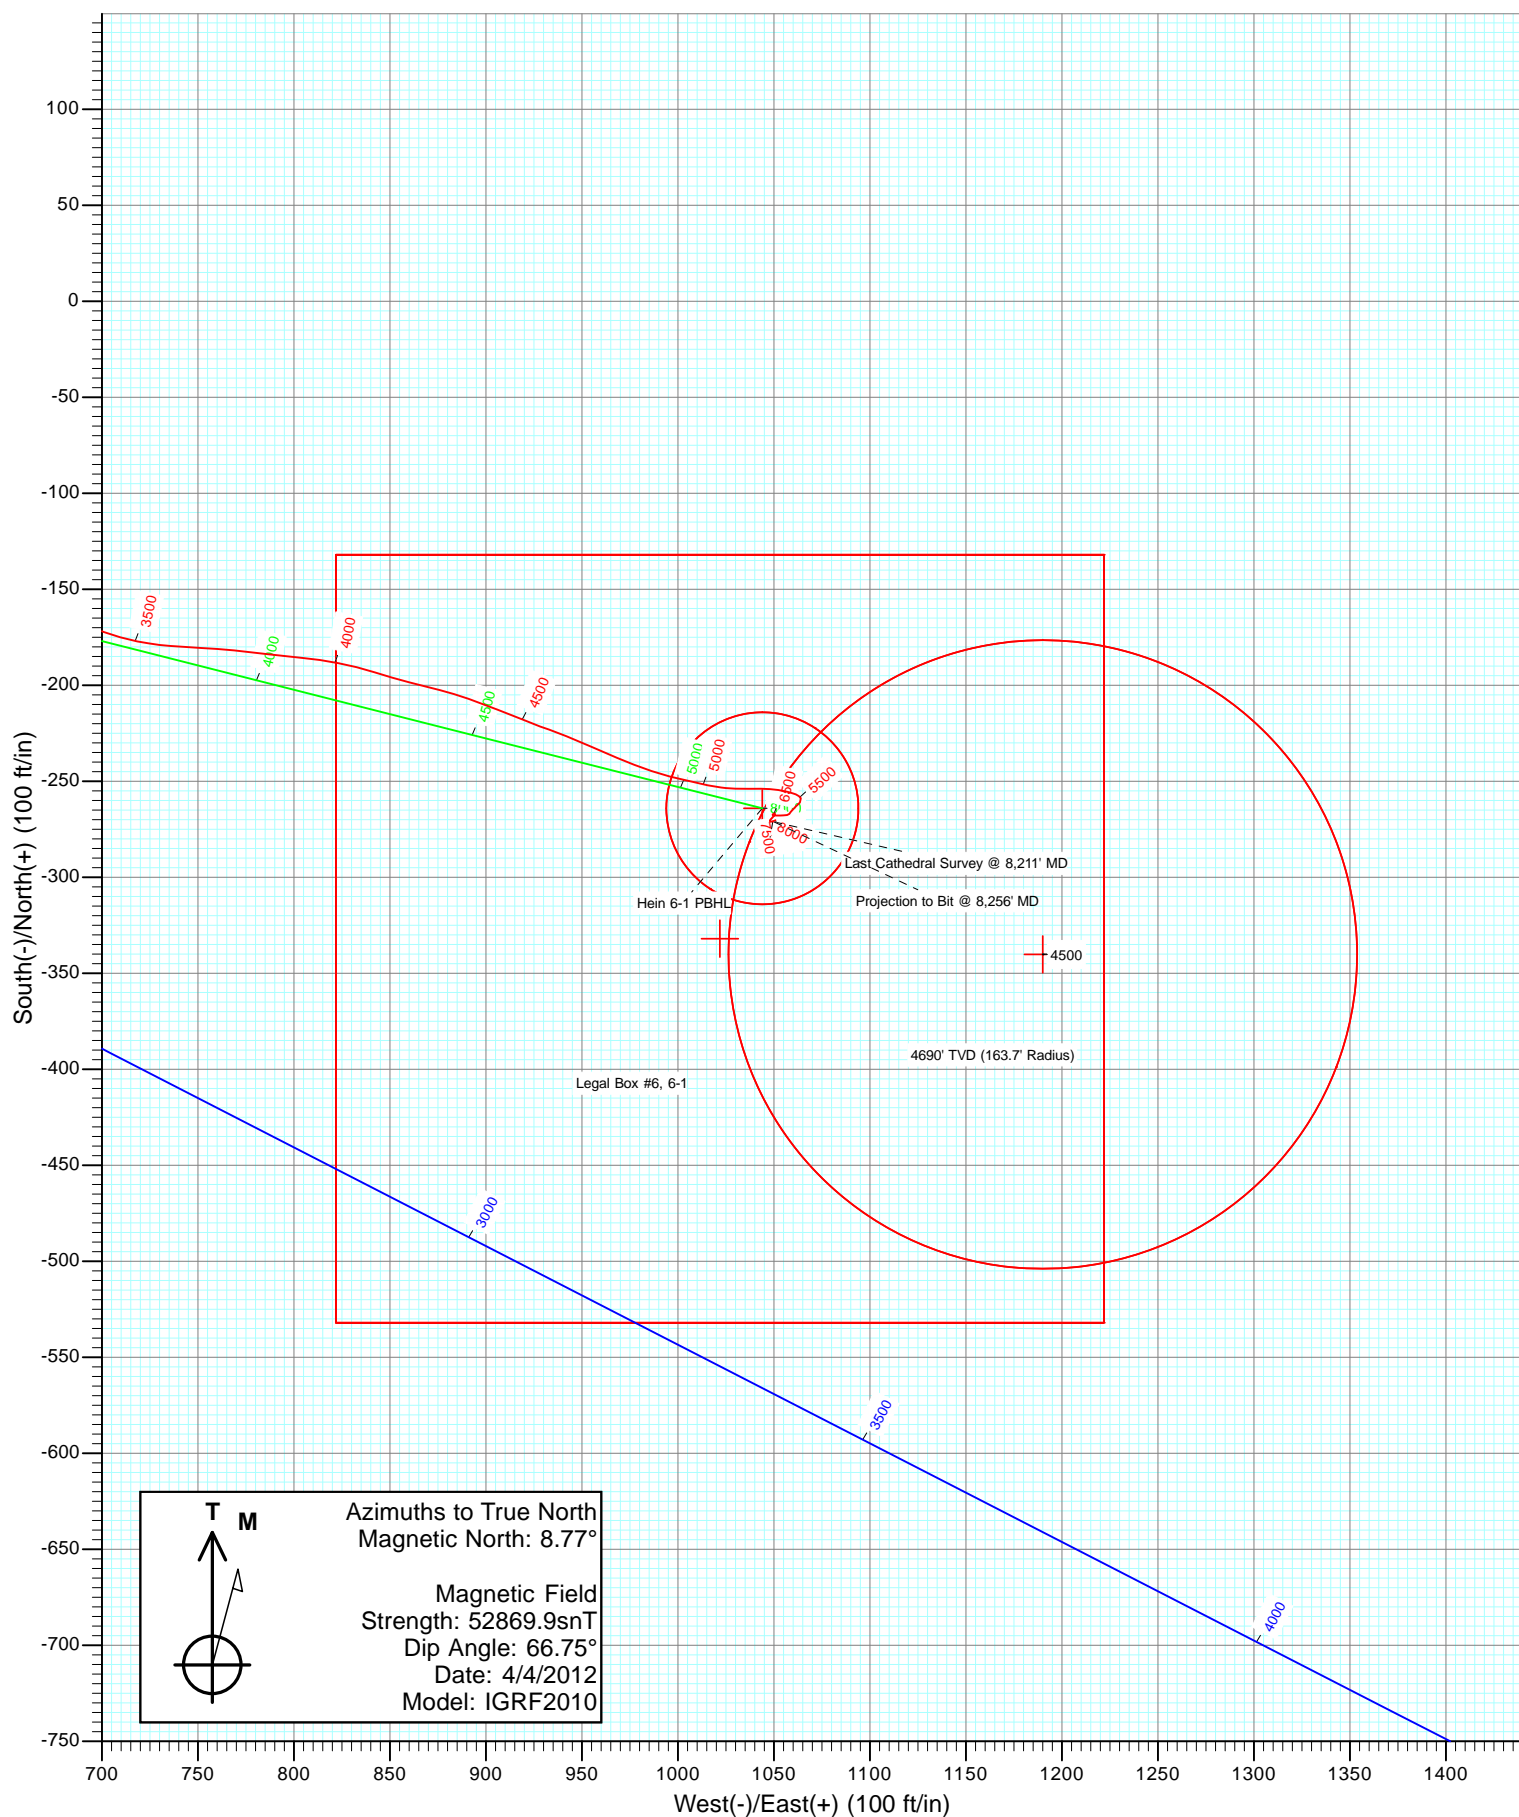 100
50
0
-50
-100
-150
-200
-250
-300
-350
-400
-450
-500
-550
-600
-650
-700
-750
South(-)/North(+) (100 ft/in)
3500
4000
4000
4500
4500
5000
5000
6500
5500
7500
8000
Last Cathedral Survey @ 8,211' MD
Projection to Bit @ 8,256' MD
Hein 6-1 PBHL
4500
4690' TVD (163.7' Radius)
Legal Box #6, 6-1
3000
3500
4000
T M
Azimuths to True North
Magnetic North: 8.77°
Magnetic Field
Strength: 52869.9snT
Dip Angle: 66.75°
Date: 4/4/2012
Model: IGRF2010
700 750 800 850 900 950 1000 1050 1100 1150 1200 1250 1300 1350 1400
West(-)/East(+) (100 ft/in)